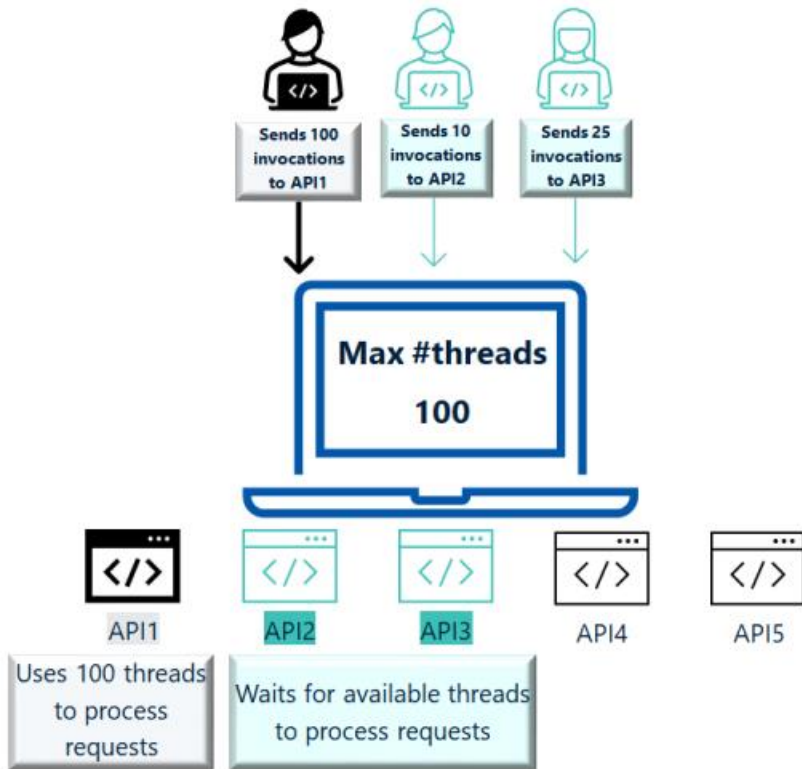 </>
</>
</>
Sends 100
invocations
to API1
Sends 10
invocations
to API2
Sends 25
invocations
to API3
Max #threads
100
</>
</>
</>
</>
</>
API1
API2
API3
API4
API5
Uses 100 threads
to process
requests
Waits for available threads
to process requests